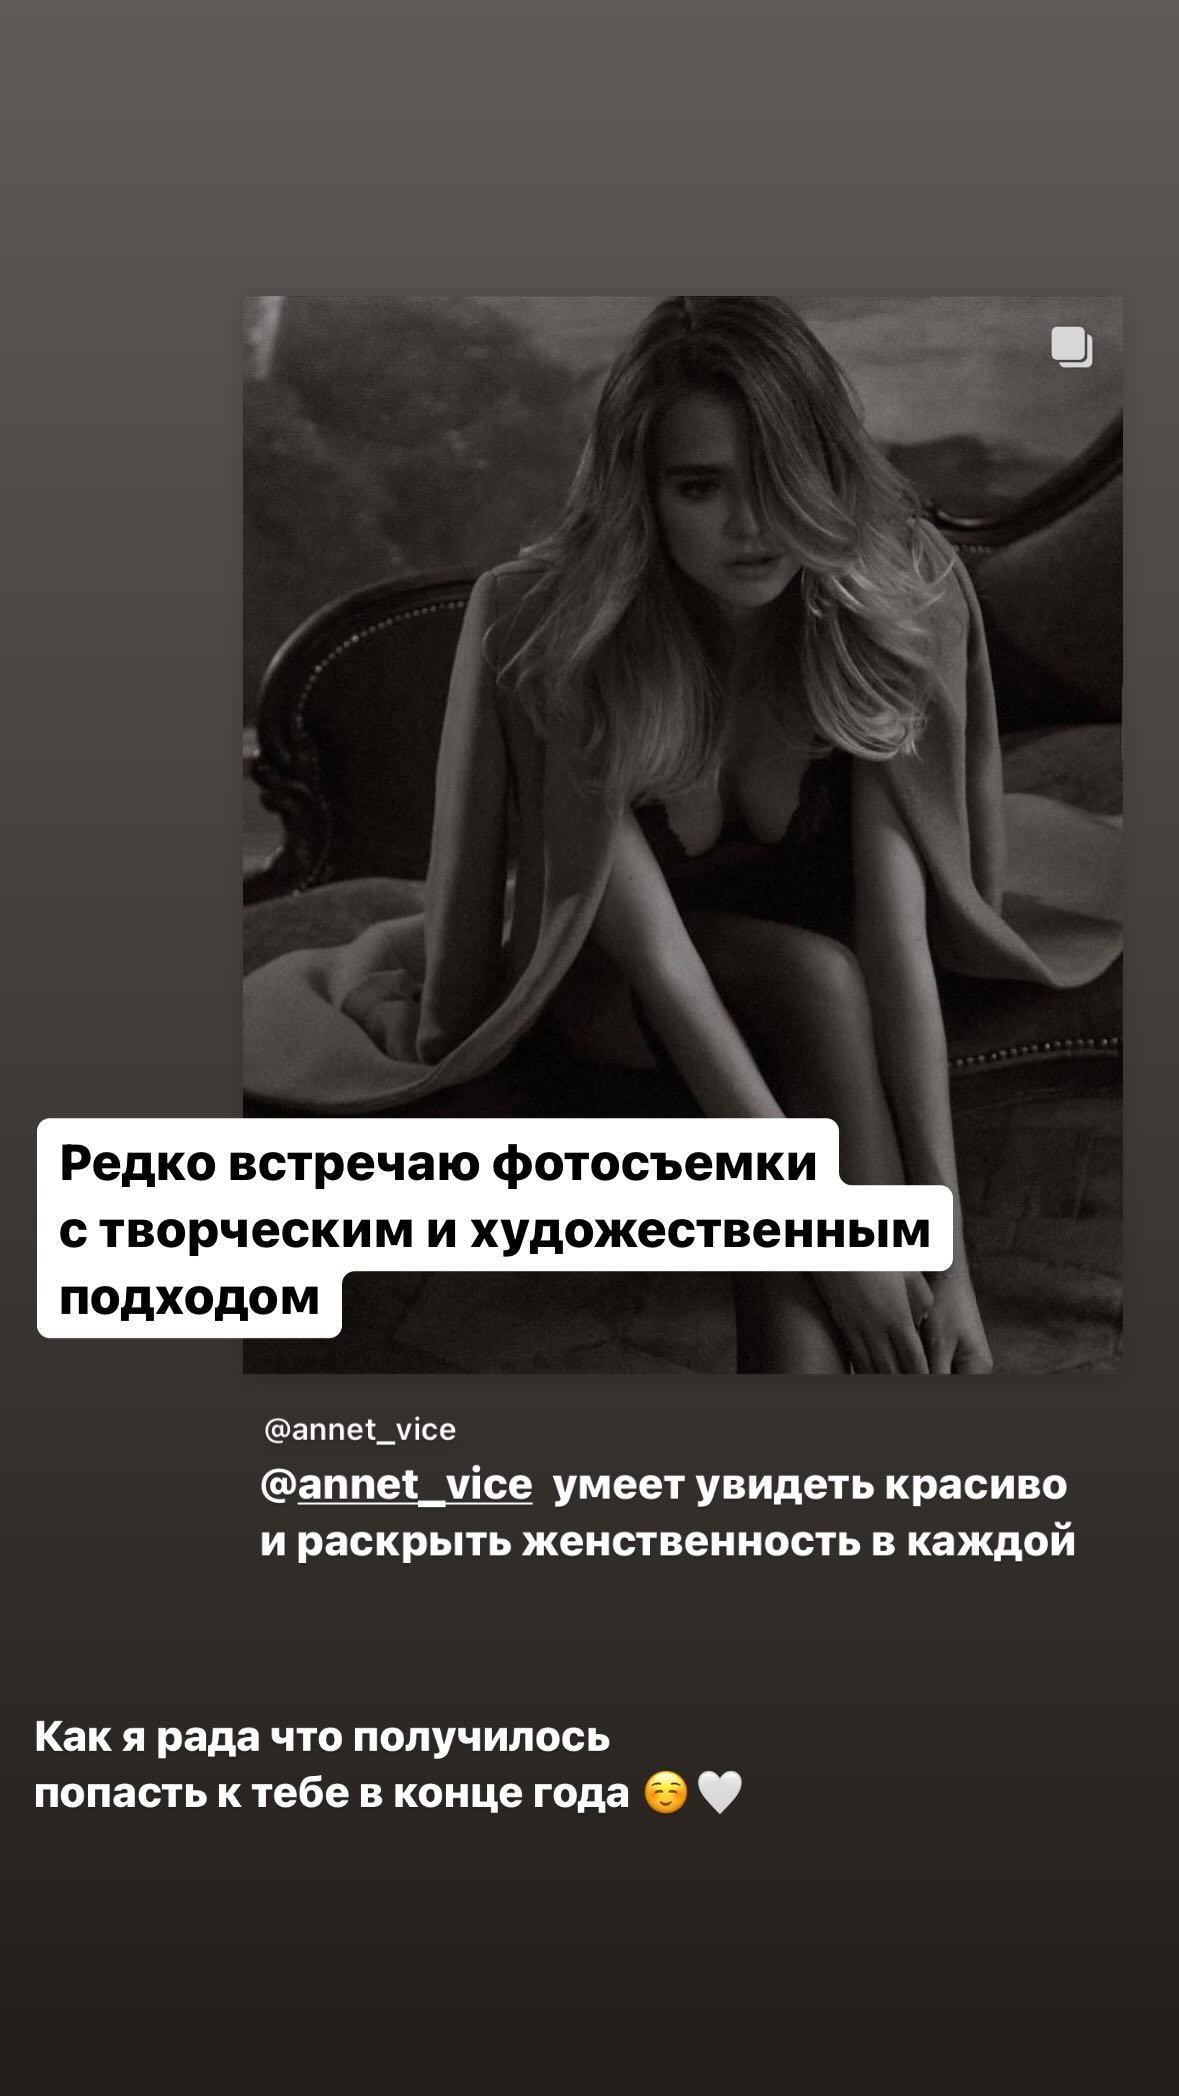 Редко встречаю фотосъемки
с творческим и художественным
подходом
@annet_vice
@annet_vice умеет увидеть красиво
и раскрыть женственность в каждой
Как я рада что получилось
попасть к тебе в конце года ☺️🤍